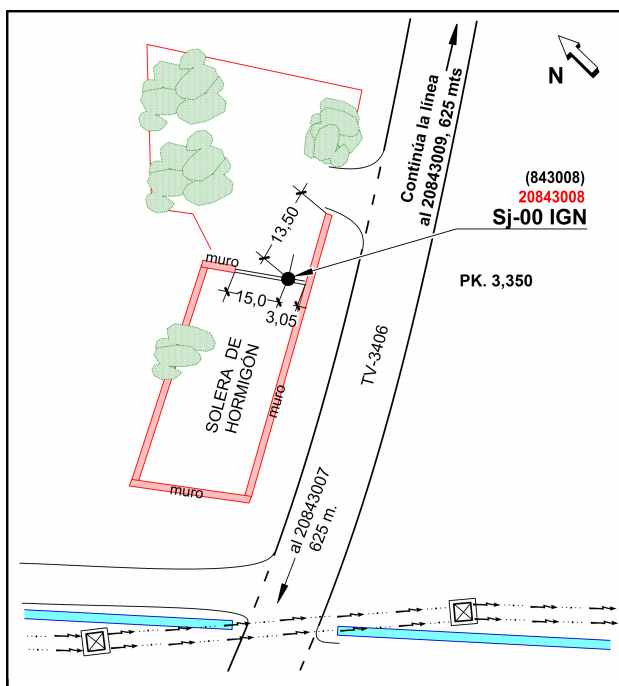 N
Continúa la línea
al 20843009, 625 mts
(843008)
20843008
Sj-00 IGN
PK. 3,350
13,50
muro
15,0
3,05
TV-3406
SOLERA DE
HORMIGÓN
muro
muro
al 20843007
625 m.